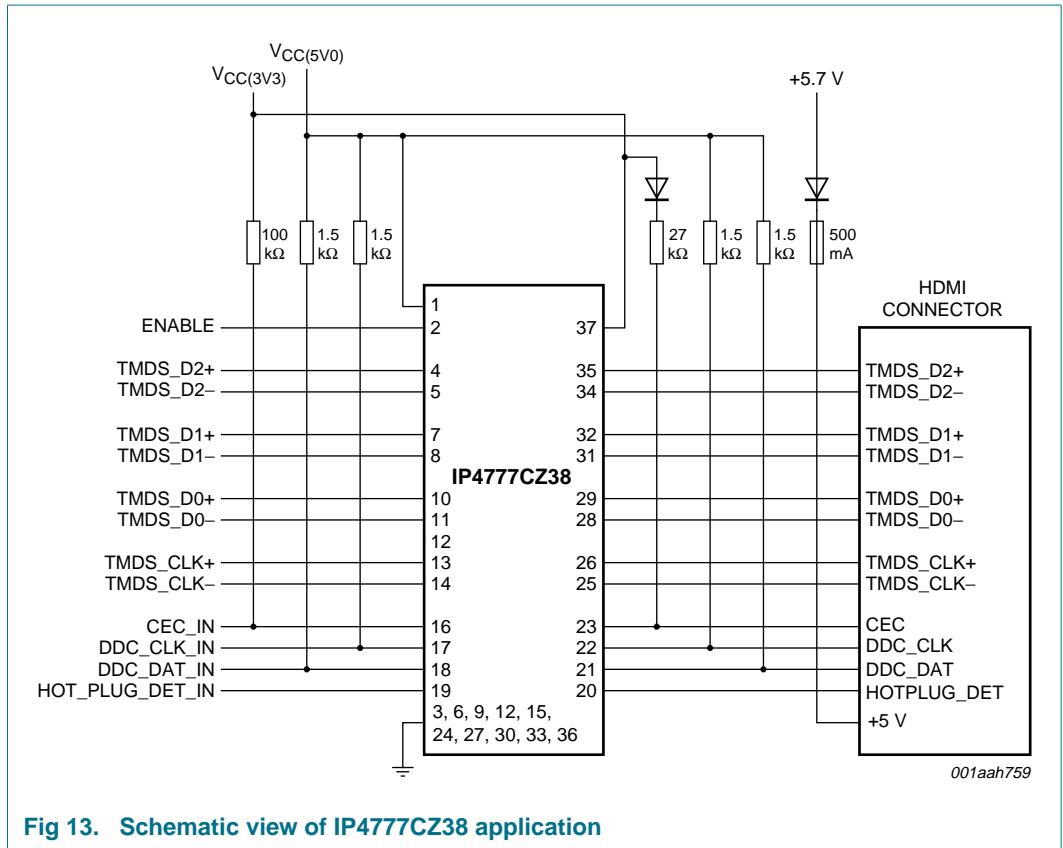 VCC(5V0)
VCC(3V3)
+5.7 V
100
kΩ
1.5
kΩ
1.5
kΩ
27
kΩ
1.5
kΩ
1.5
kΩ
500
mA
HDMI
CONNECTOR
1
ENABLE 2 37
TMDS_D2+ 4 35 TMDS_D2+
TMDS_D2− 5 34 TMDS_D2−
TMDS_D1+ 7 32 TMDS_D1+
TMDS_D1− 8 31 TMDS_D1−
IP4777CZ38
TMDS_D0+ 10 29 TMDS_D0+
TMDS_D0− 11 28 TMDS_D0−
12
TMDS_CLK+ 13 26 TMDS_CLK+
TMDS_CLK− 14 25 TMDS_CLK−
CEC_IN 16 23 CEC
DDC_CLK_IN 17 22 DDC_CLK
DDC_DAT_IN 18 21 DDC_DAT
HOT_PLUG_DET_IN 19 20 HOTPLUG_DET
3, 6, 9, 12, 15,
24, 27, 30, 33, 36
+5 V
001aah759
Fig 13. Schematic view of IP4777CZ38 application